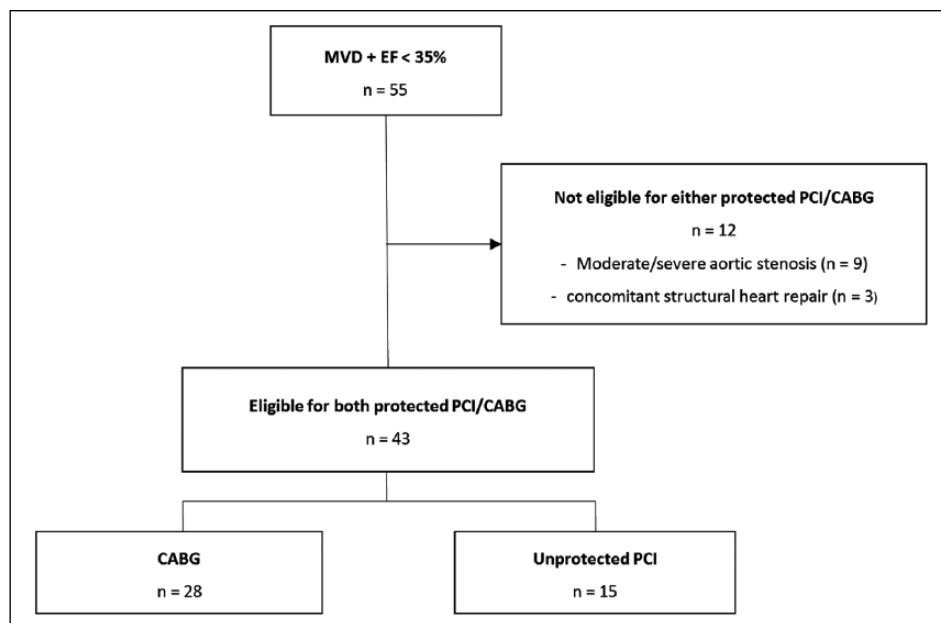 MVD + EF < 35%
n = 55
Not eligible for either protected PCI/CABG
n = 12
- Moderate/severe aortic stenosis (n = 9)
- concomitant structural heart repair (n = 3)
Eligible for both protected PCI/CABG
n = 43
CABG
n = 28
Unprotected PCI
n = 15